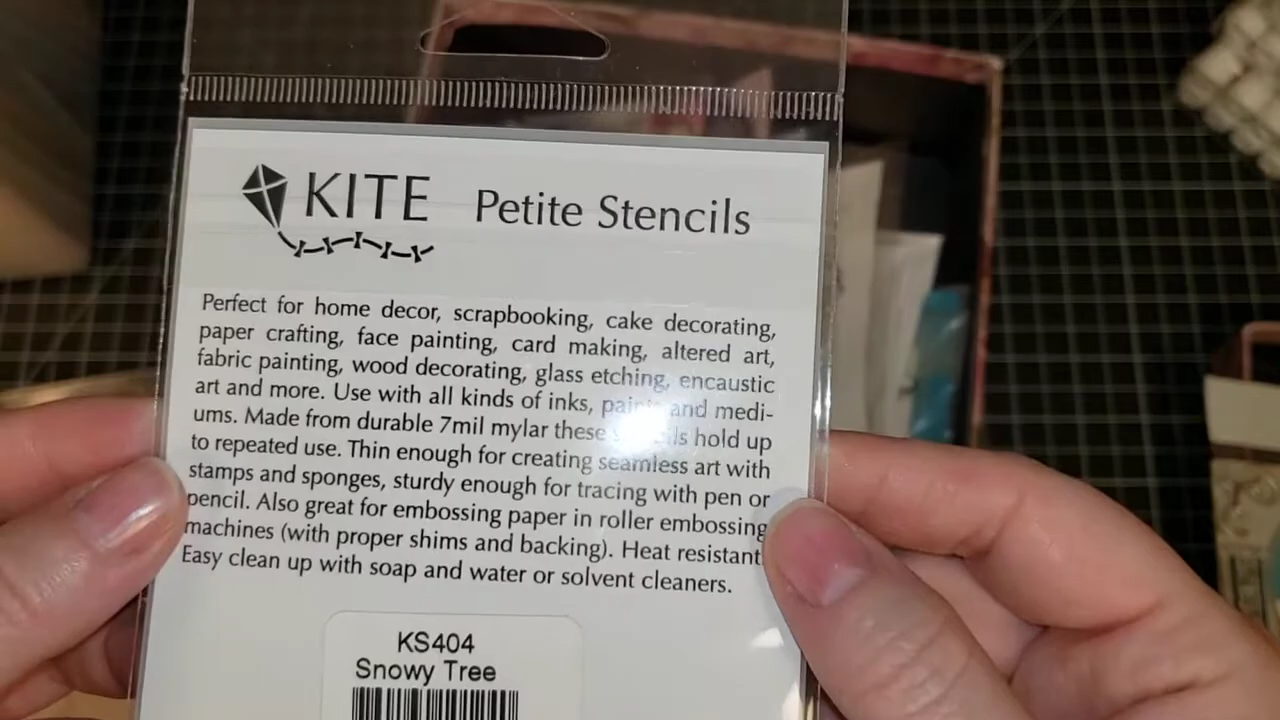 KITE Petite Stencils
Perfect for home decor, scrapbooking, cake decorating,
paper crafting, face painting, card making, altered art,
fabric painting, wood decorating, glass etching, encaustic
art and more. Use with all kinds of inks, paints and medi-
ums. Made from durable 7mil mylar these hold up
to repeated use. Thin enough for creating seamless art with
stamps and sponges, sturdy enough for tracing with pen or
pencil. Also great for embossing paper in roller embossing
machines (with proper shims and backing). Heat resistant
Easy clean up with soap and water or solvent cleaners.
KS404
Snowy Tree